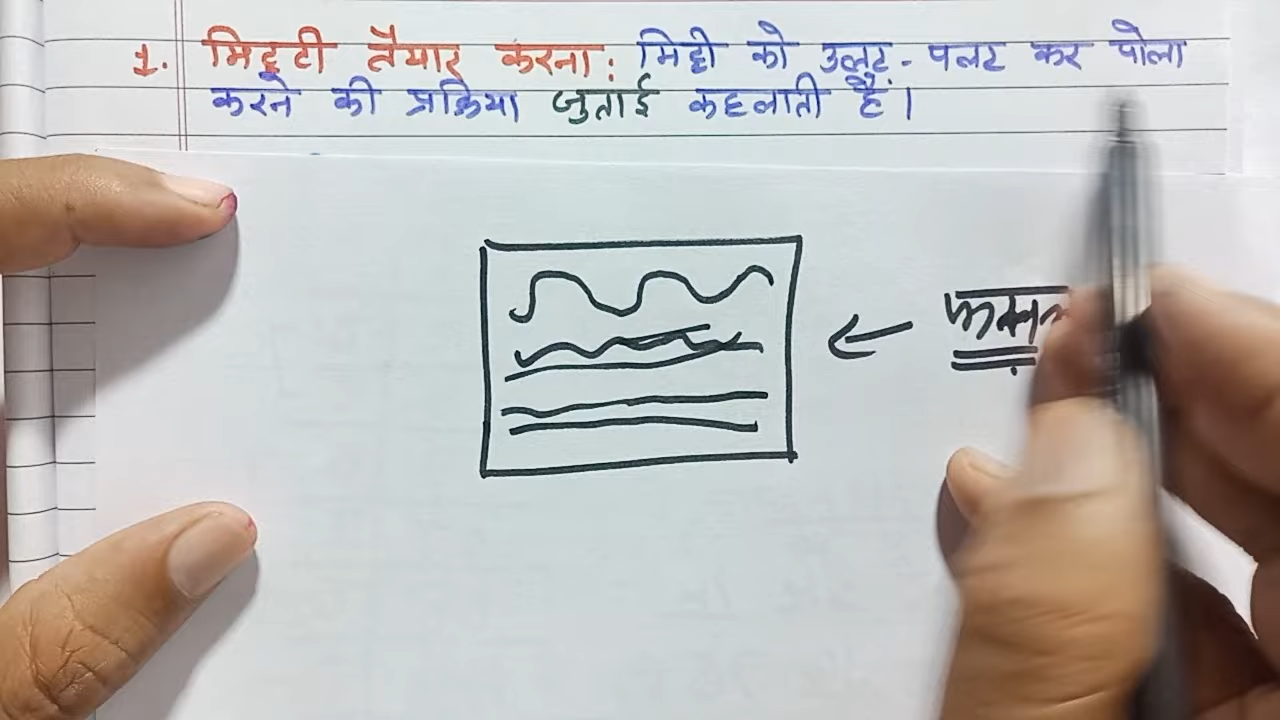 1. मिट्टी तैयार करना: मिट्टी को उलट-पलट कर पोला
करने की प्रक्रिया जुताई कहलाती है।